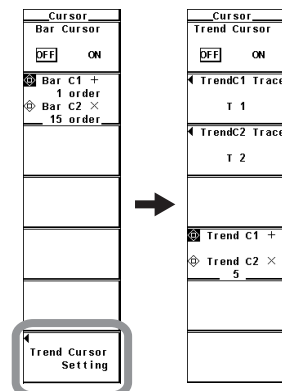 Cursor
Bar Cursor
OFF ON
Bar C1 +
1 order
Bar C2 ×
15 order
Trend Cursor
Setting
Cursor
Trend Cursor
OFF ON
TrendC1 Trace
T 1
TrendC2 Trace
T 2
Trend C1 +
Trend C2 ×
5